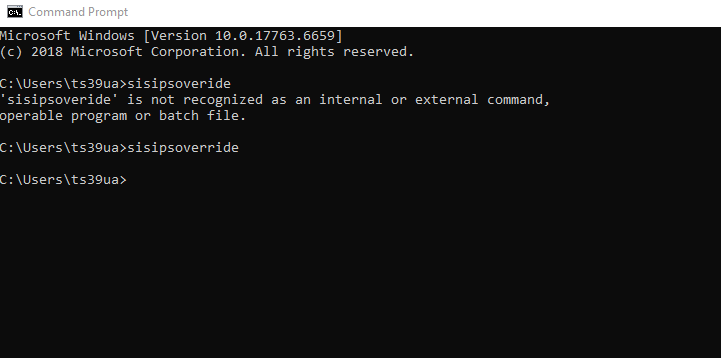 Command Prompt
Microsoft Windows [Version 10.0.17763.6659]
(c) 2018 Microsoft Corporation. All rights reserved.
C:\Users\ts39ua>sisipsoveride
'sisipsoveride' is not recognized as an internal or external command,
operable program or batch file.
C:\Users\ts39ua>sisipsoverride
C:\Users\ts39ua>